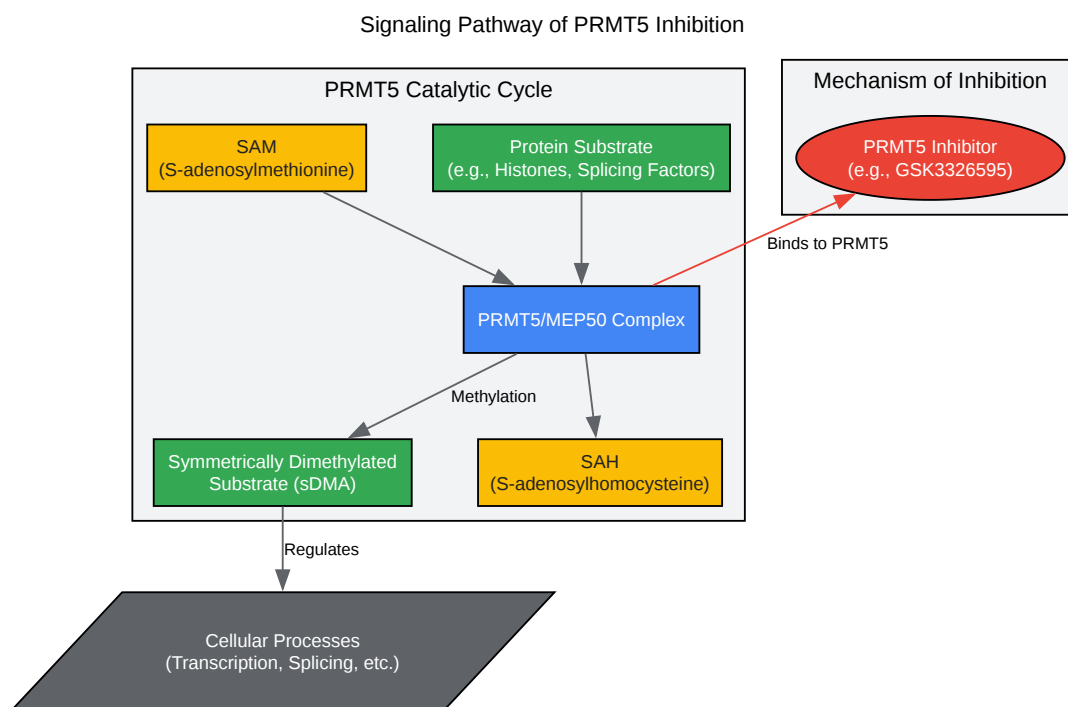 Signaling Pathway of PRMT5 Inhibition
PRMT5 Catalytic Cycle
Mechanism of Inhibition
SAM
(S-adenosylmethionine)
Protein Substrate
(e.g., Histones, Splicing Factors)
PRMT5 Inhibitor
(e.g., GSK3326595)
Binds to PRMT5
PRMT5/MEP50 Complex
Methylation
Symmetrically Dimethylated
Substrate (sDMA)
SAH
(S-adenosylhomocysteine)
Regulates
Cellular Processes
(Transcription, Splicing, etc.)